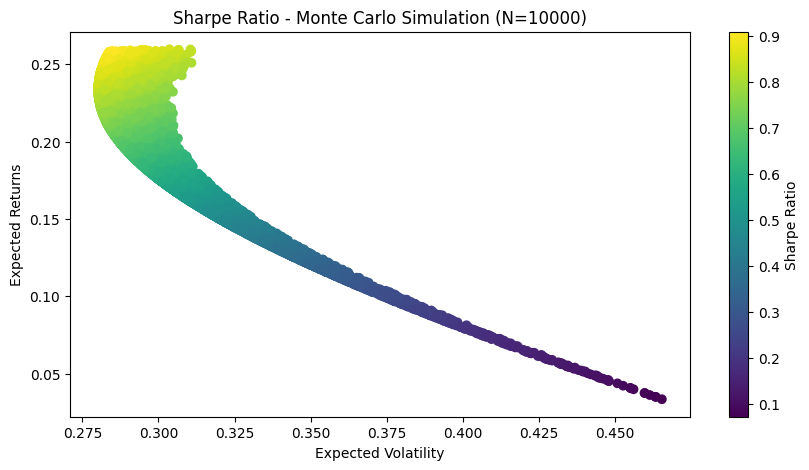 Sharpe Ratio - Monte Carlo Simulation (N=10000)
Expected Returns
0.25
0.20
0.15
0.10
0.05
0.275 0.300 0.325 0.350 0.375 0.400 0.425 0.450
Expected Volatility
0.9
0.8
0.7
0.6
0.5
0.4
0.3
0.2
0.1
Sharpe Ratio